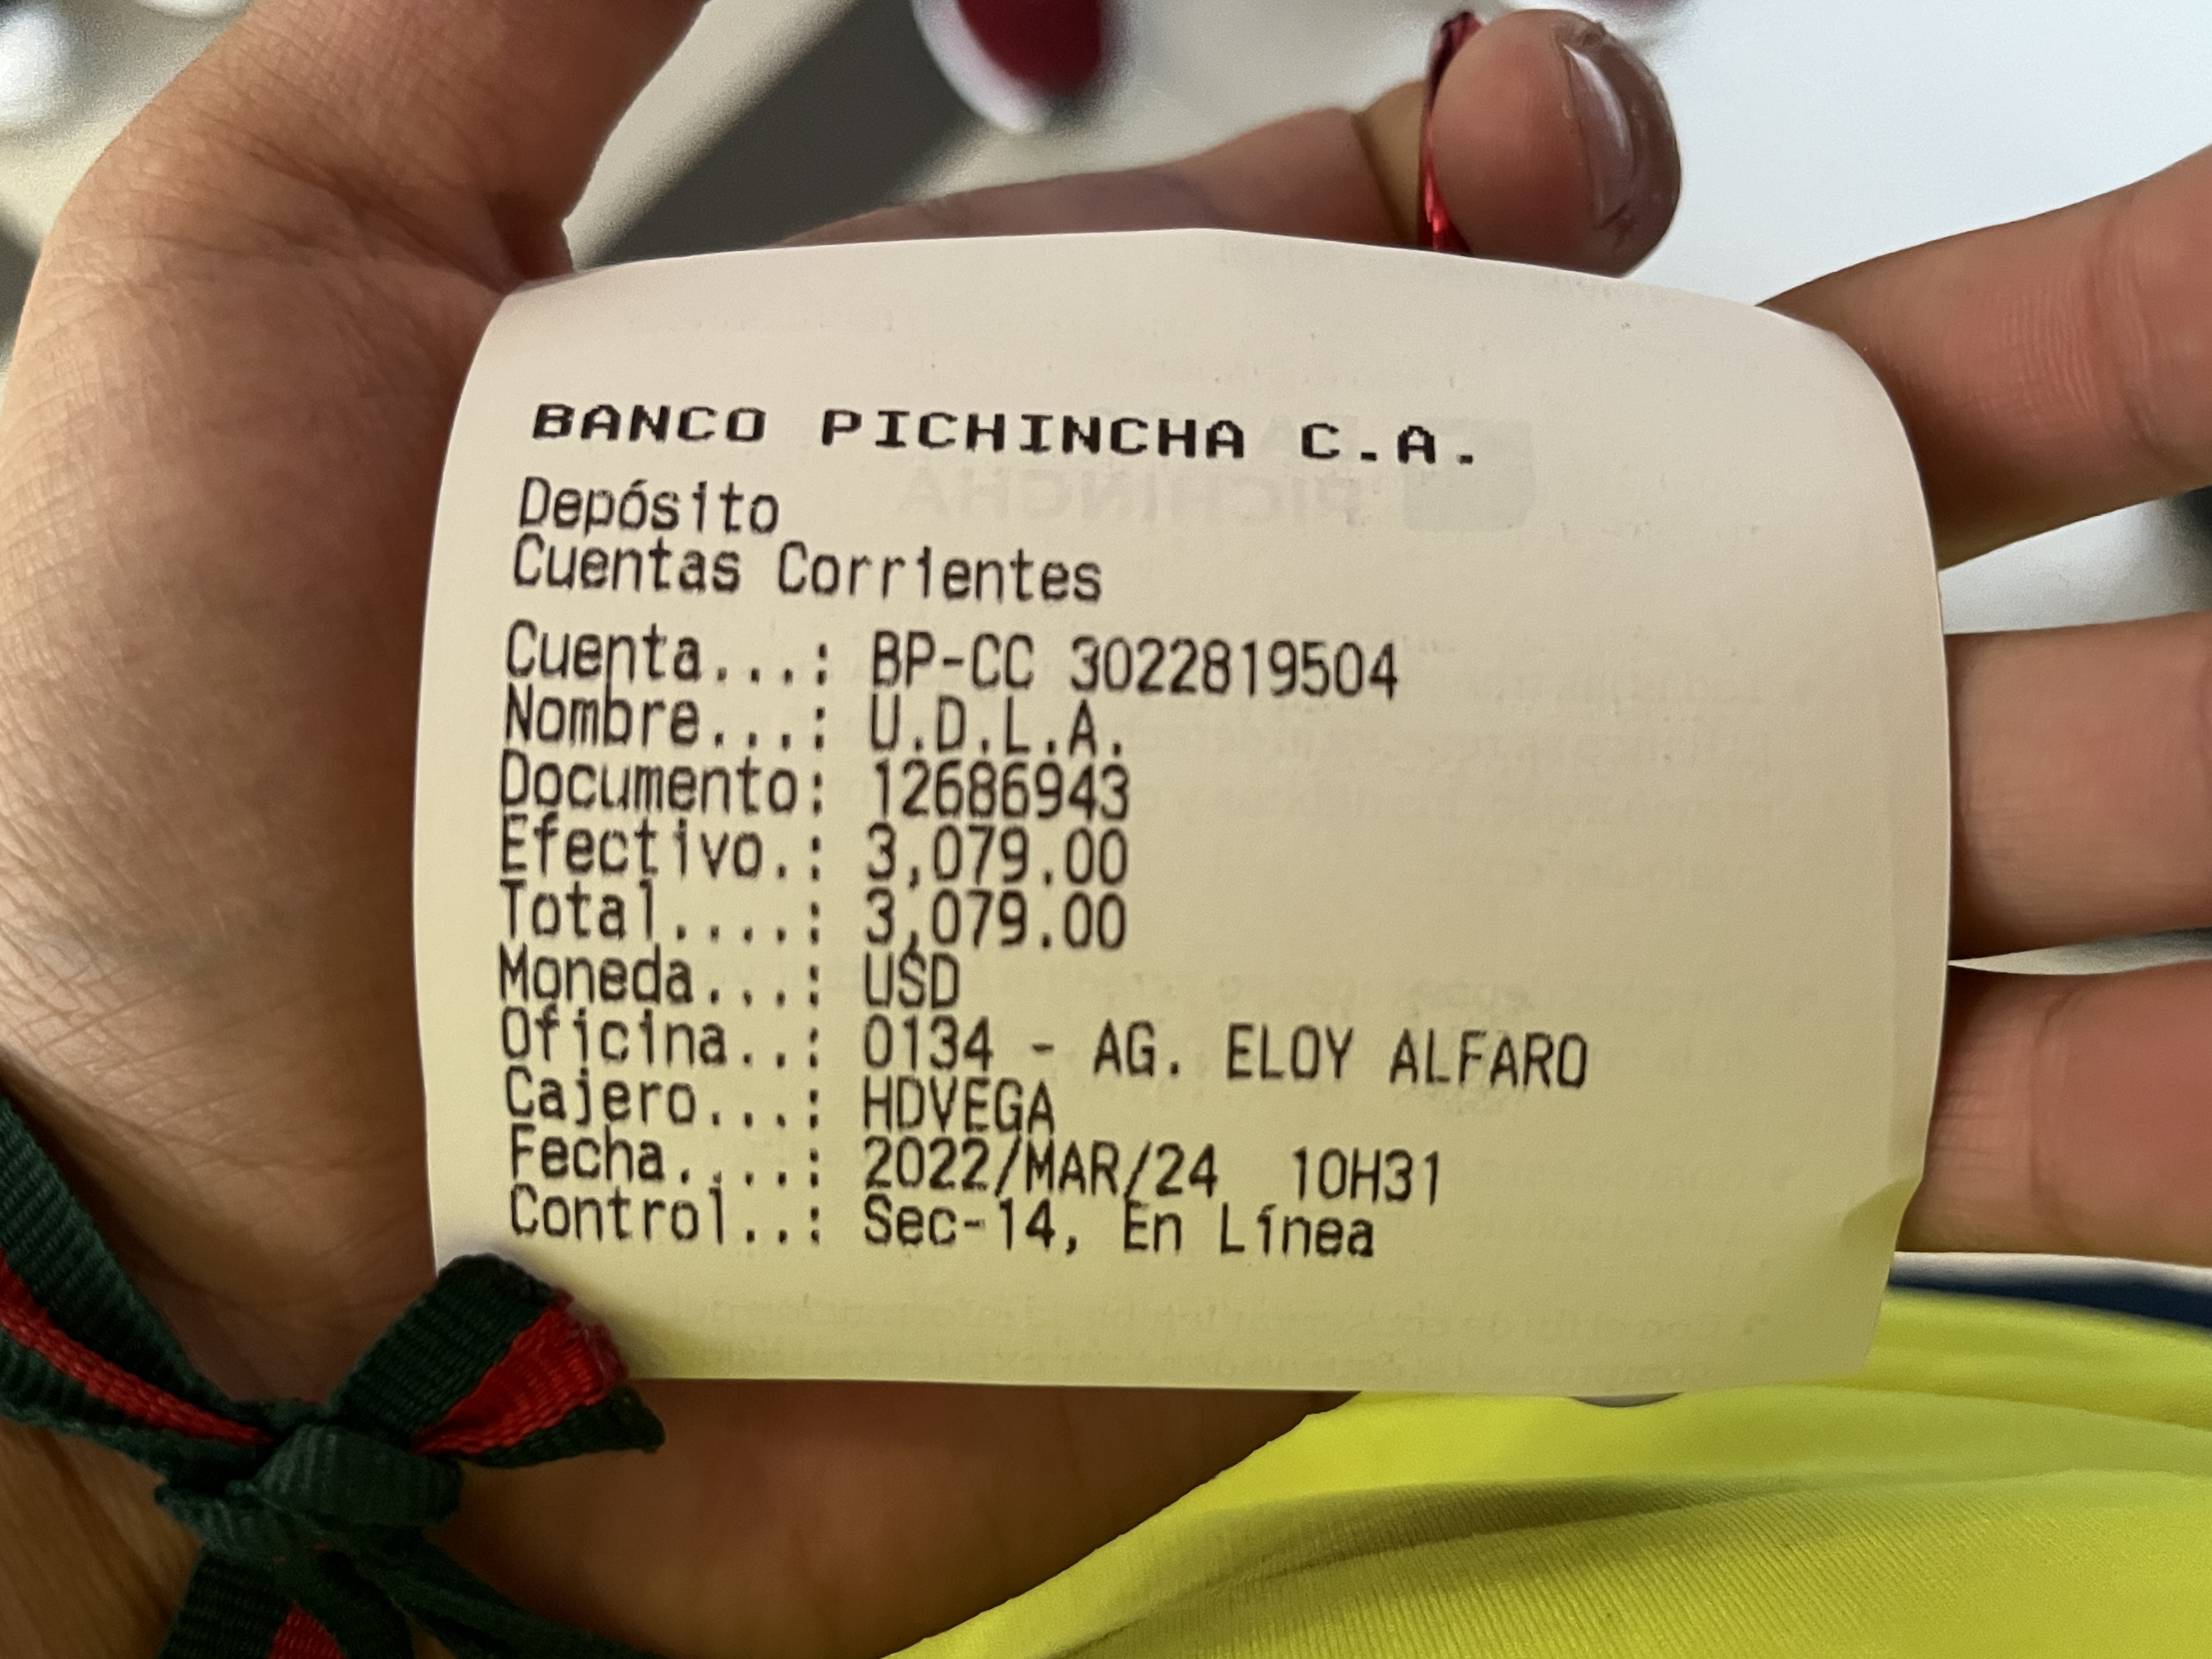 BANCO PICHINCHA C.A.
Depósito
Cuentas Corrientes
Cuenta...: BP-CC 3022819504
Nombre...: U.D.L.A.
Documento: 12686943
Efectivo.: 3,079.00
Total....: 3,079.00
Moneda...: USD
Oficina..: 0134 - AG. ELOY ALFARO
Cajero...: HDVEGA
Fecha....: 2022/MAR/24 10H31
Control..: Sec-14, En Línea